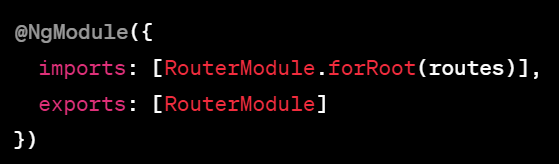 @NgModule({
  imports: [RouterModule.forRoot(routes)],
  exports: [RouterModule]
})